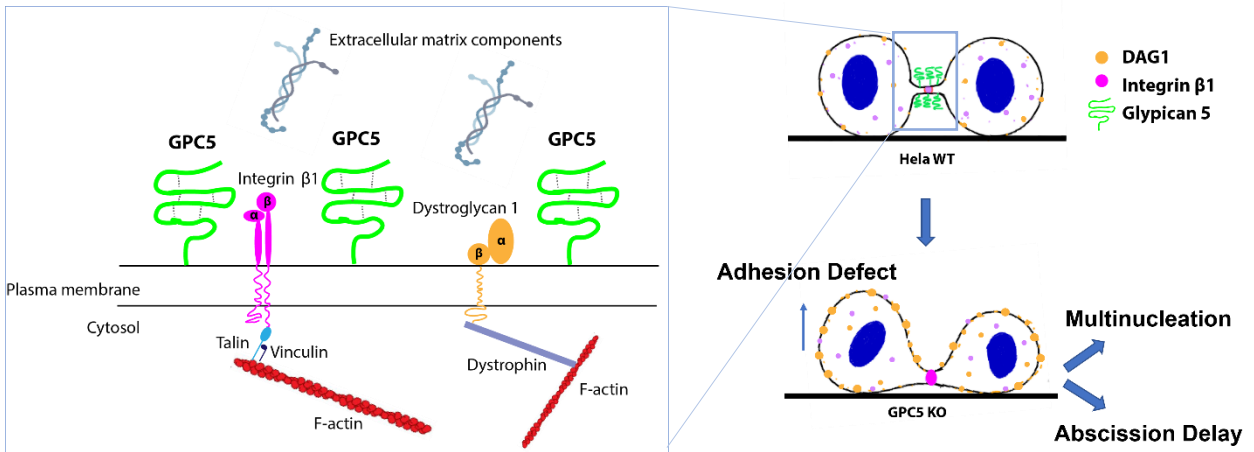 Extracellular matrix components
GPC5
GPC5
GPC5
Integrin β1
β
α
Dystroglycan 1
β
α
Plasma membrane
Cytosol
Talin
Vinculin
F-actin
Dystrophin
F-actin
DAG1
Integrin β1
Glypican 5
Hela WT
Adhesion Defect
Multinucleation
GPC5 KO
Abscission Delay